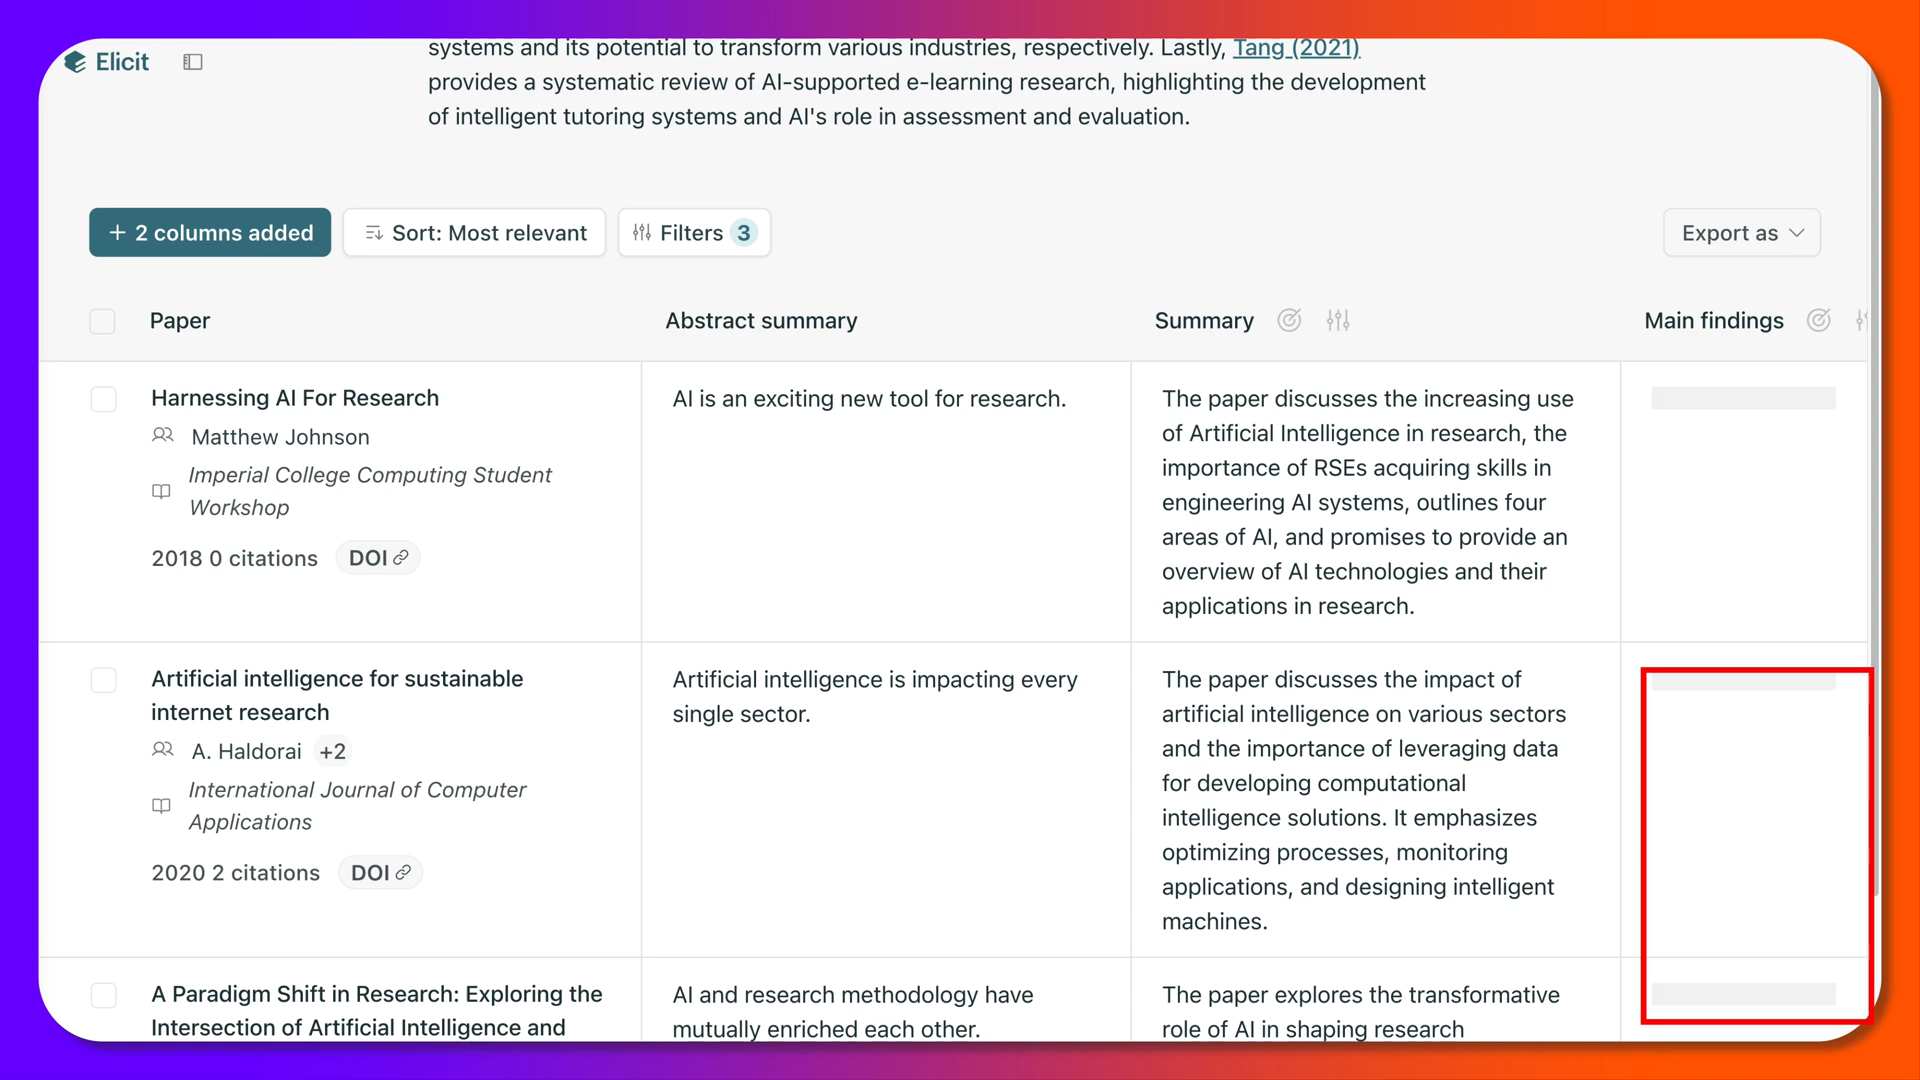 Elicit
systems and its potential to transform various industries, respectively. Lastly, Tang (2021)
provides a systematic review of AI-supported e-learning research, highlighting the development
of intelligent tutoring systems and AI's role in assessment and evaluation.
+ 2 columns added
Sort: Most relevant
Filters 3
Export as
Paper
Abstract summary
Summary
Main findings
Harnessing AI For Research
Matthew Johnson
Imperial College Computing Student
Workshop
2018 0 citations DOI
AI is an exciting new tool for research.
The paper discusses the increasing use
of Artificial Intelligence in research, the
importance of RSEs acquiring skills in
engineering AI systems, outlines four
areas of AI, and promises to provide an
overview of AI technologies and their
applications in research.
Artificial intelligence for sustainable
internet research
A. Haldorai +2
International Journal of Computer
Applications
2020 2 citations DOI
Artificial intelligence is impacting every
single sector.
The paper discusses the impact of
artificial intelligence on various sectors
and the importance of leveraging data
for developing computational
intelligence solutions. It emphasizes
optimizing processes, monitoring
applications, and designing intelligent
machines.
A Paradigm Shift in Research: Exploring the
Intersection of Artificial Intelligence and
AI and research methodology have
mutually enriched each other.
The paper explores the transformative
role of AI in shaping research